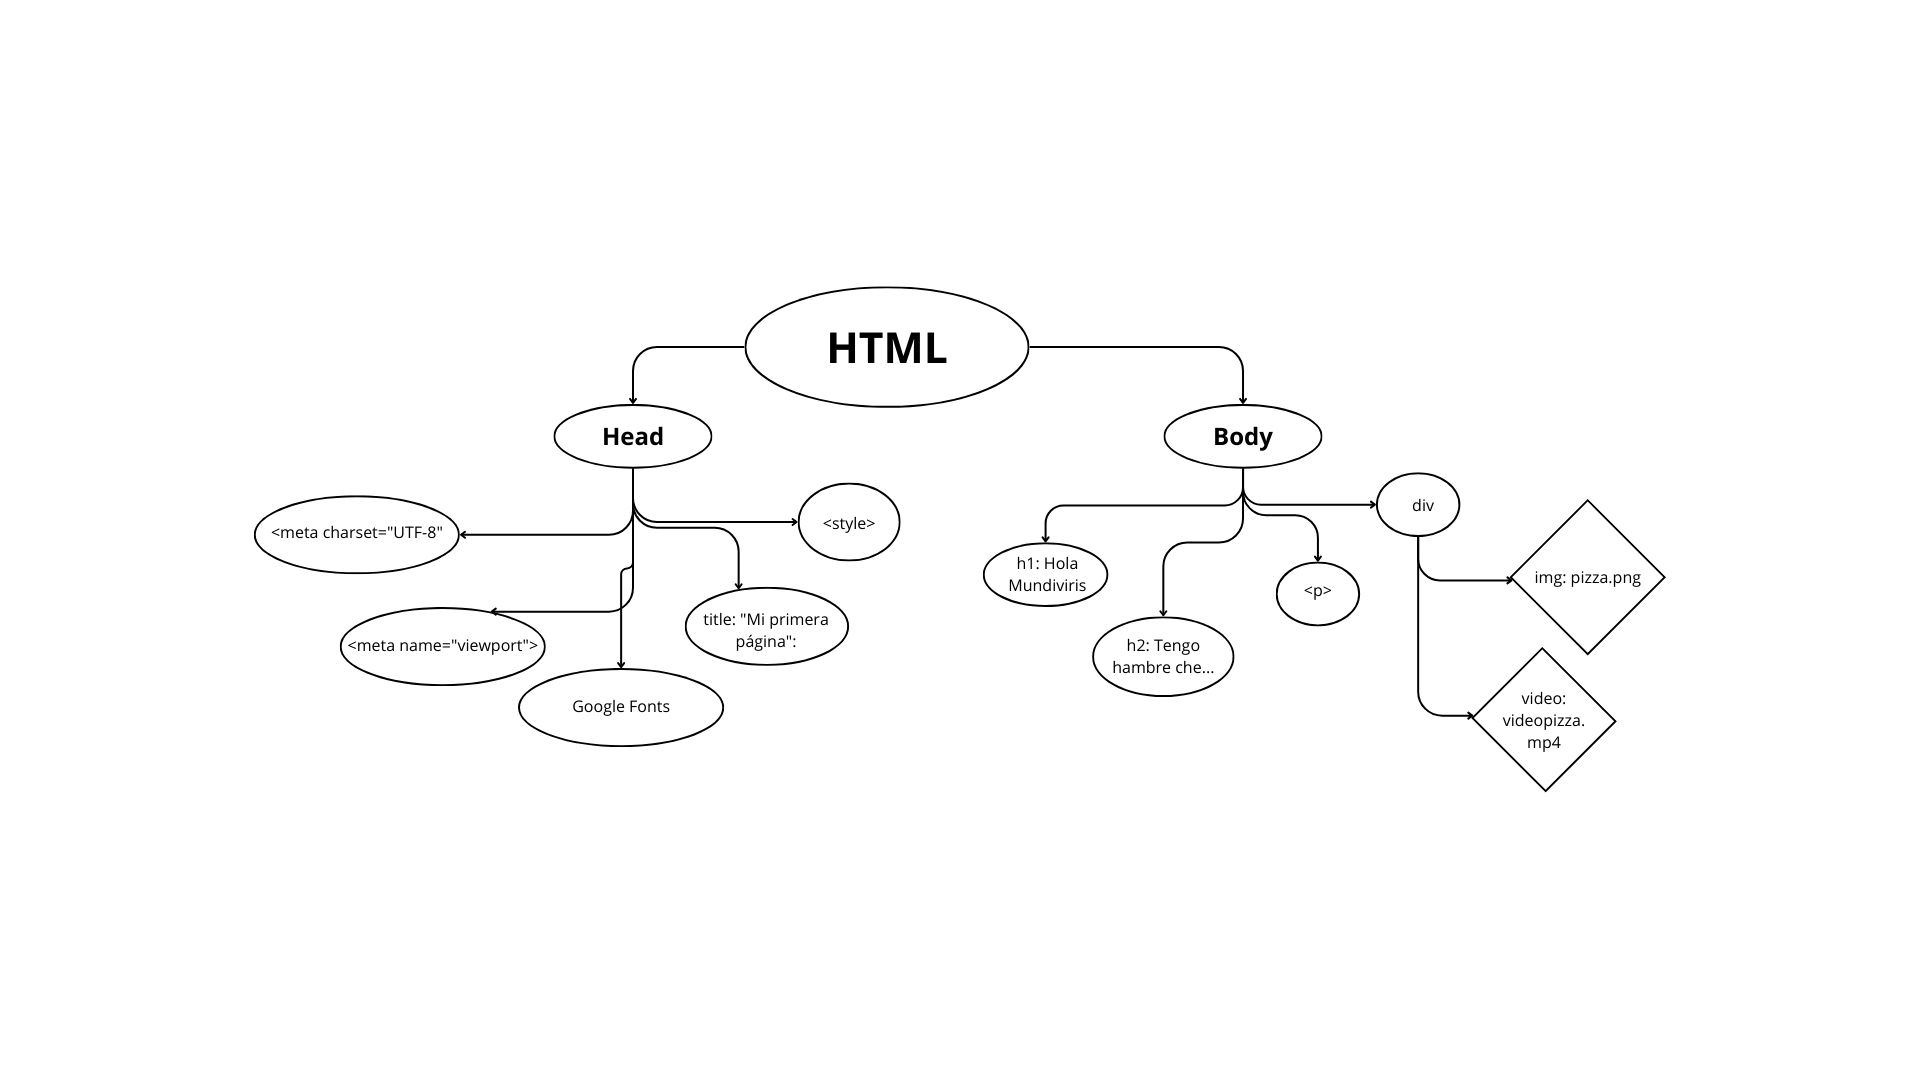 HTML
Head
Body
<meta charset="UTF-8"
<style>
div
<meta name="viewport">
title: "Mi primera
página":
Google Fonts
h1: Hola
Mundiviris
h2: Tengo
hambre che...
<p>
img: pizza.png
video:
videopizza.
mp4